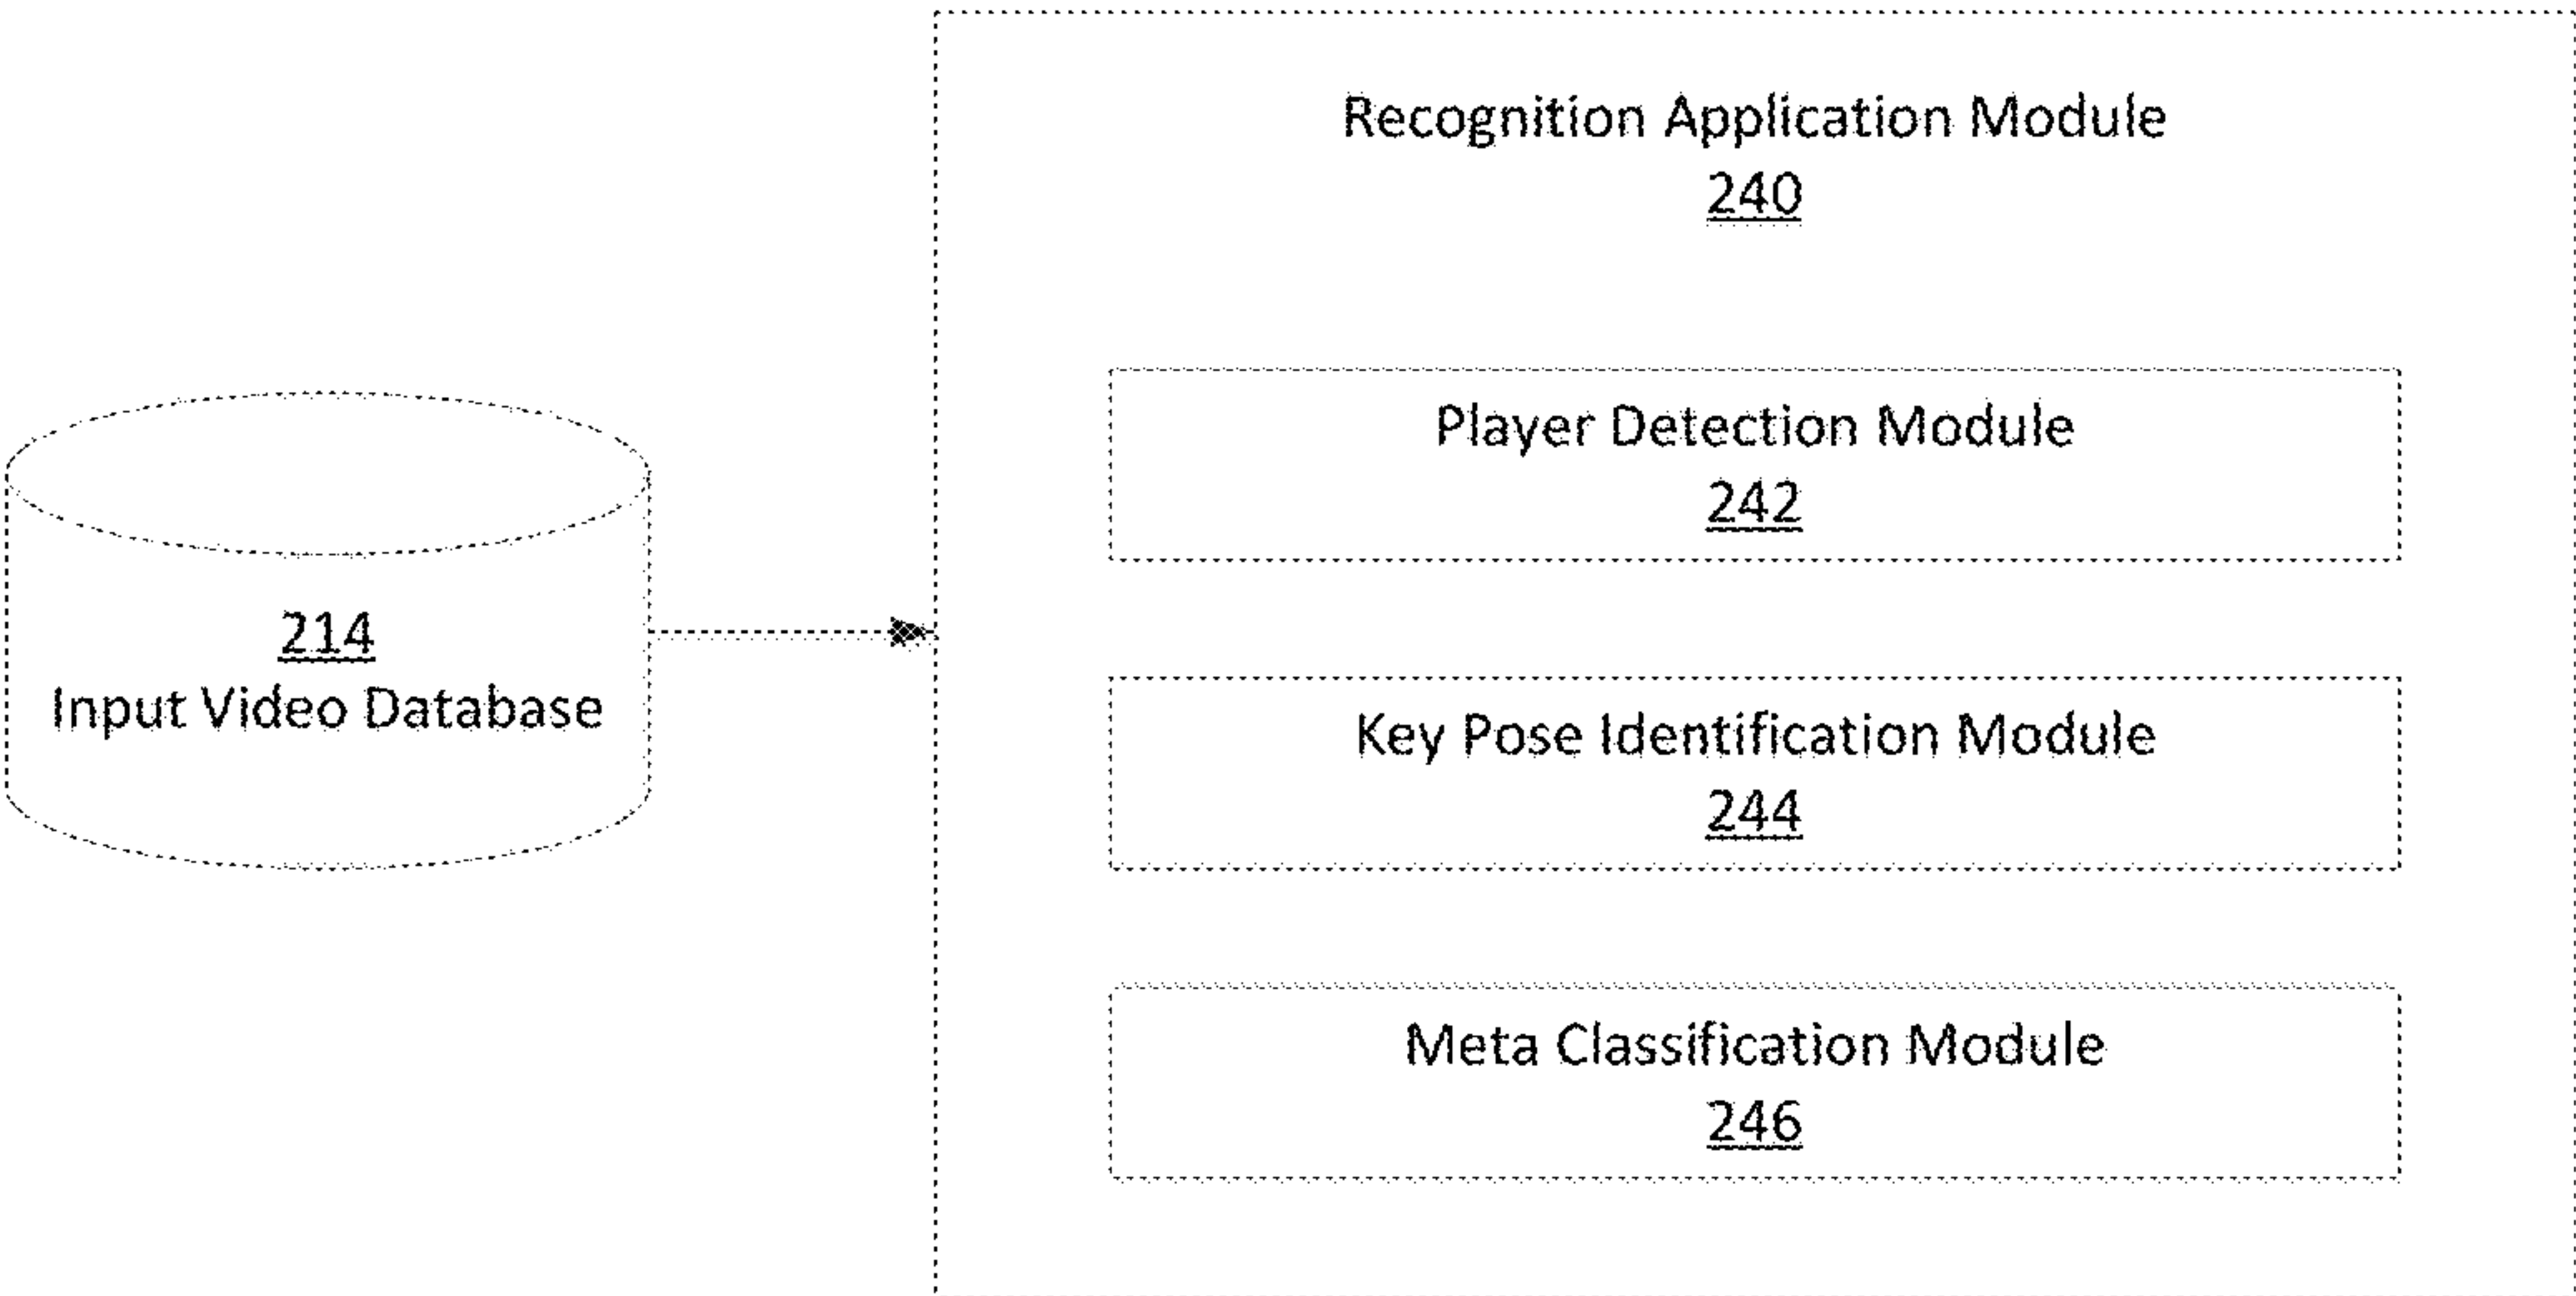 Recognition Application Module
240
Player Detection Module
242
214
Input Video Database
Key Pose Identification Module
244
Meta Classification Module
246